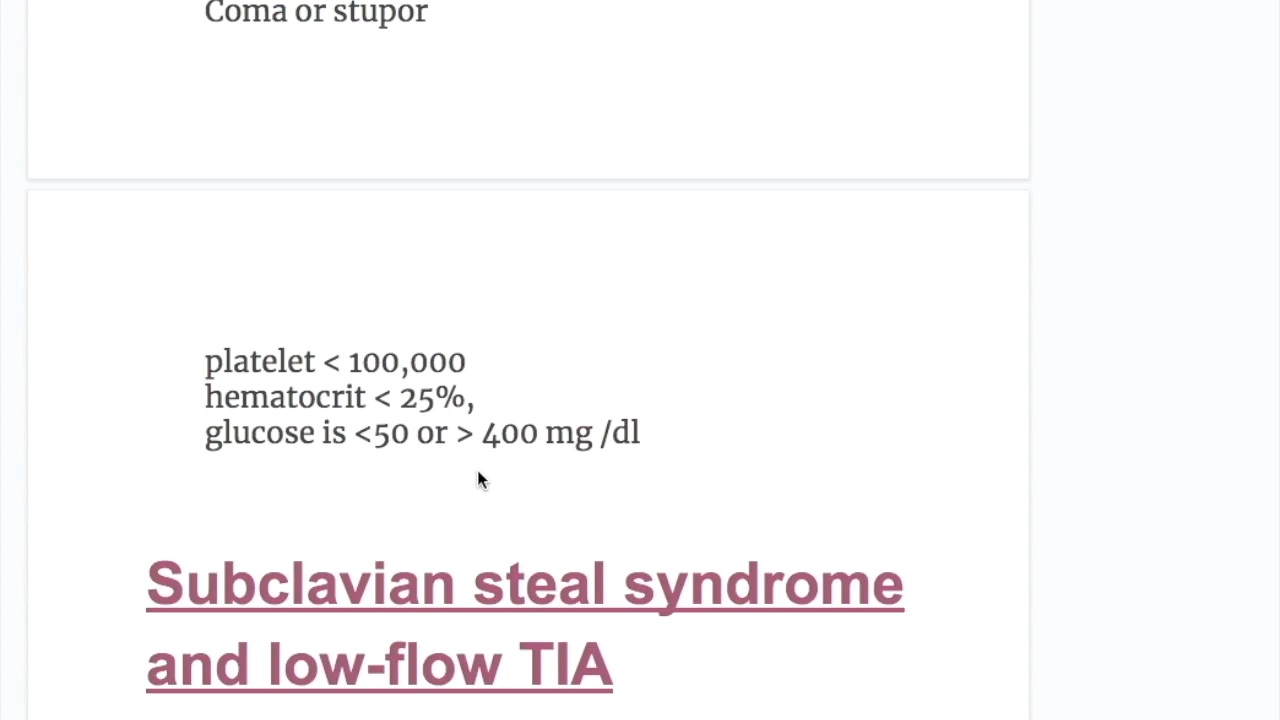 Coma or stupor
platelet < 100,000
hematocrit < 25%,
glucose is <50 or > 400 mg /dl
Subclavian steal syndrome
and low-flow TIA